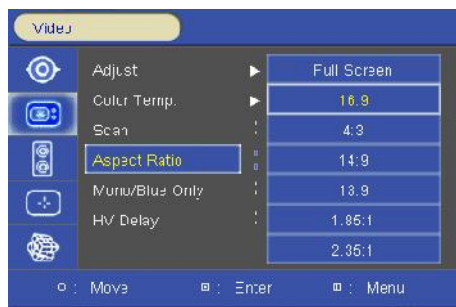 Video
Adjust
Full Screen
Color Temp.
16:9
Scan
4:3
Aspect Ratio
14:9
Mono/Blue Only
13:9
HV Delay
1.85:1
2.35:1
Move Enter Menu